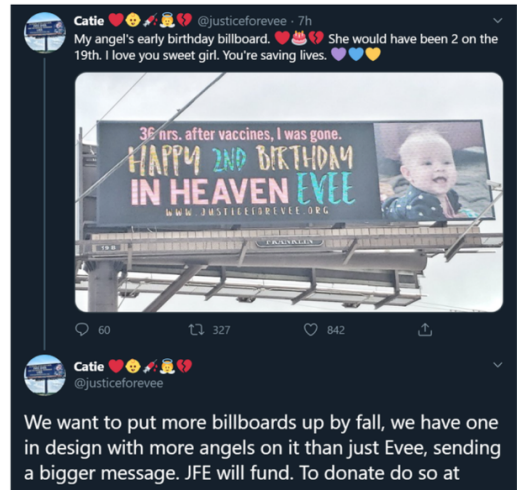 Catie @justiceforevee · 7h
My angel's early birthday billboard. She would have been 2 on the
19th. I love you sweet girl. You're saving lives.
36 hrs. after vaccines, I was gone.
HAPPY 2ND BIRTHDAY
IN HEAVEN EVEE
WWW.JUSTICEFOREVEE.ORG
FRANKLIN
60 327 842
Catie
@justiceforevee
We want to put more billboards up by fall, we have one
in design with more angels on it than just Evee, sending
a bigger message. JFE will fund. To donate do so at